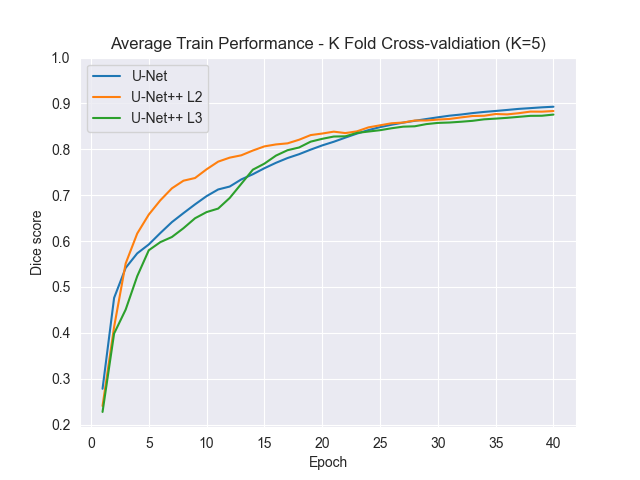 Average Train Performance - K Fold Cross-valdiation (K=5)
U-Net
U-Net++ L2
U-Net++ L3
Dice score
1.0
0.9
0.8
0.7
0.6
0.5
0.4
0.3
0.2
0 5 10 15 20 25 30 35 40
Epoch